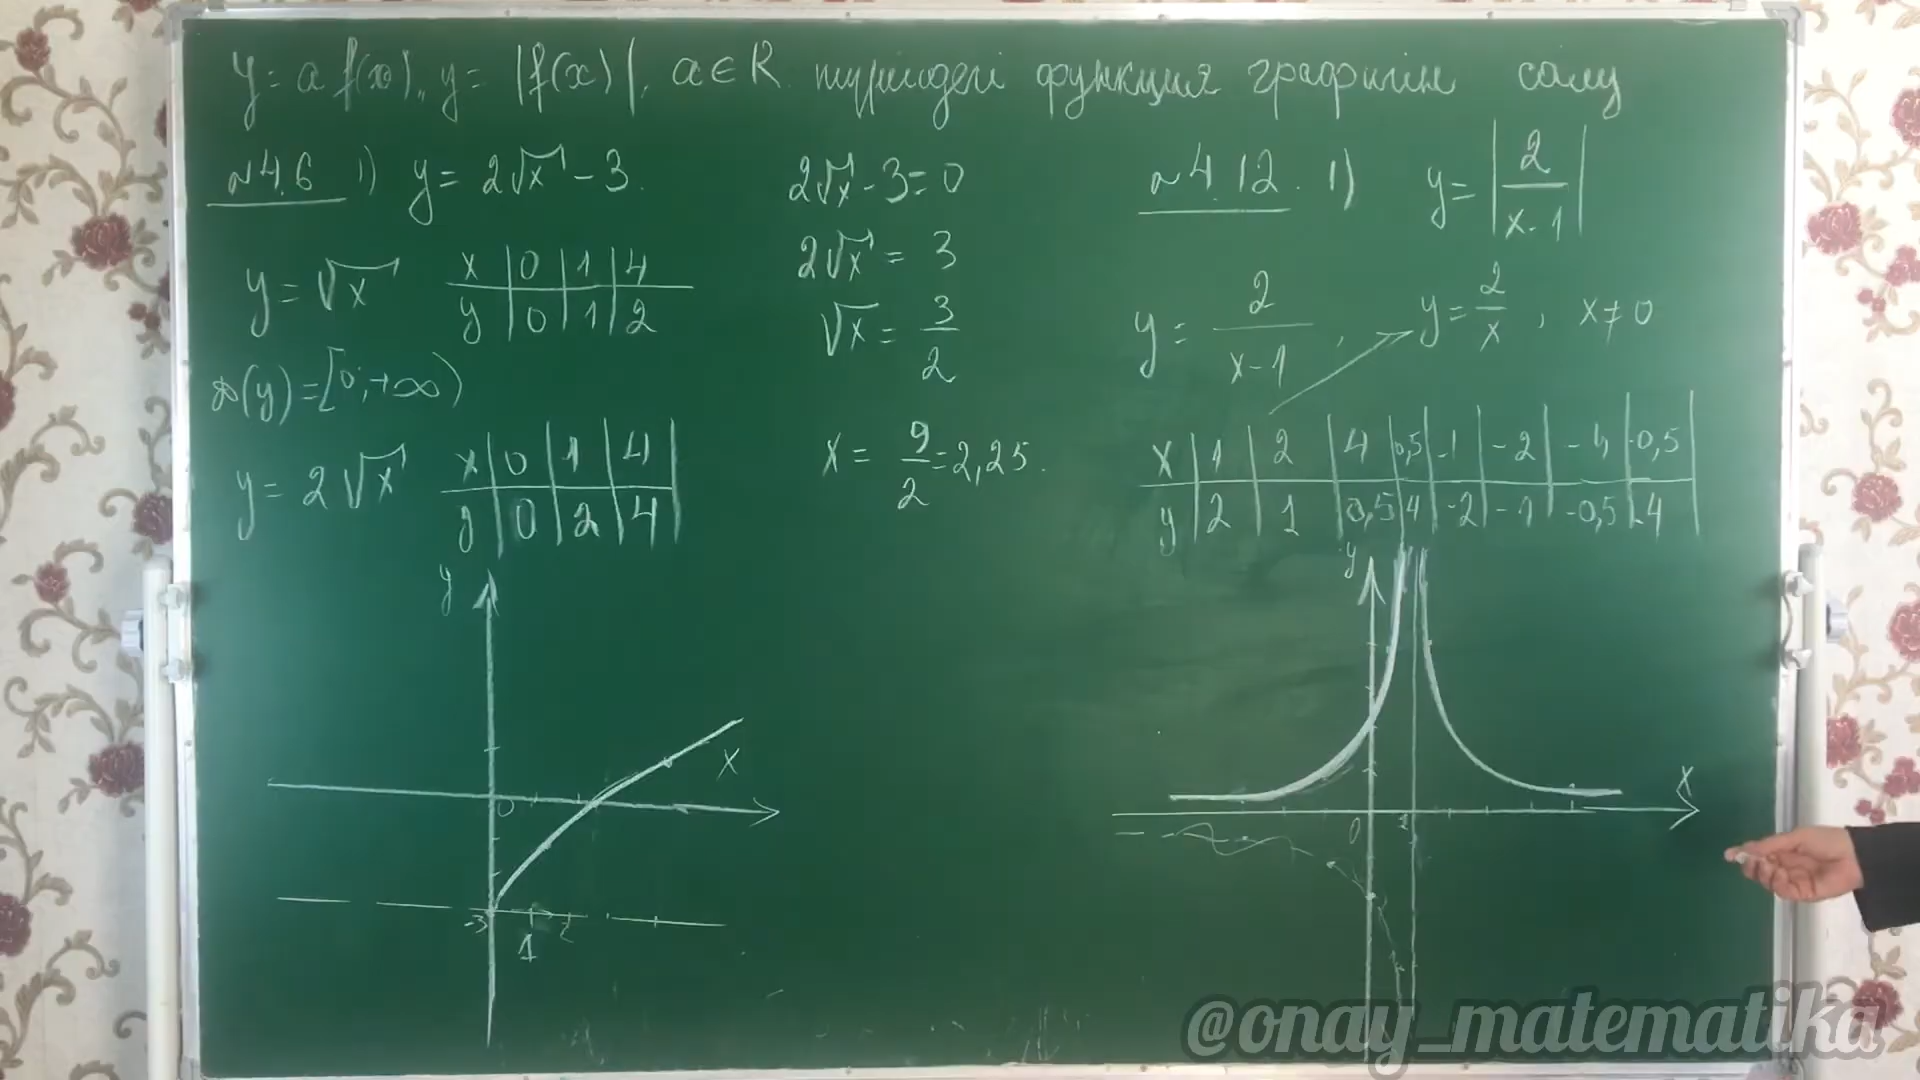 y = a f(x), y = |f(x)|, a ∈ R түріндегі функция графигін салу
№4.6 1) y = 2√x - 3.
y = √x
x | 0 | 1 | 4
y | 0 | 1 | 2
D(y) = [0; +∞)
y = 2√x
x | 0 | 1 | 4
y | 0 | 2 | 4
y
x
0
-3
1 2
2√x - 3 = 0
2√x = 3
√x = 3/2
x = 9/2 = 2,25.
№4.12. 1) y = |2/(x-1)|
y = 2/(x-1), y = 2/x, x ≠ 0
x | 1 | 2 | 4 | 0,5 | -1 | -2 | -4 | -0,5
y | 2 | 1 | 0,5 | 4 | -2 | -1 | -0,5 | -4
y
x
0
@onay_matematika